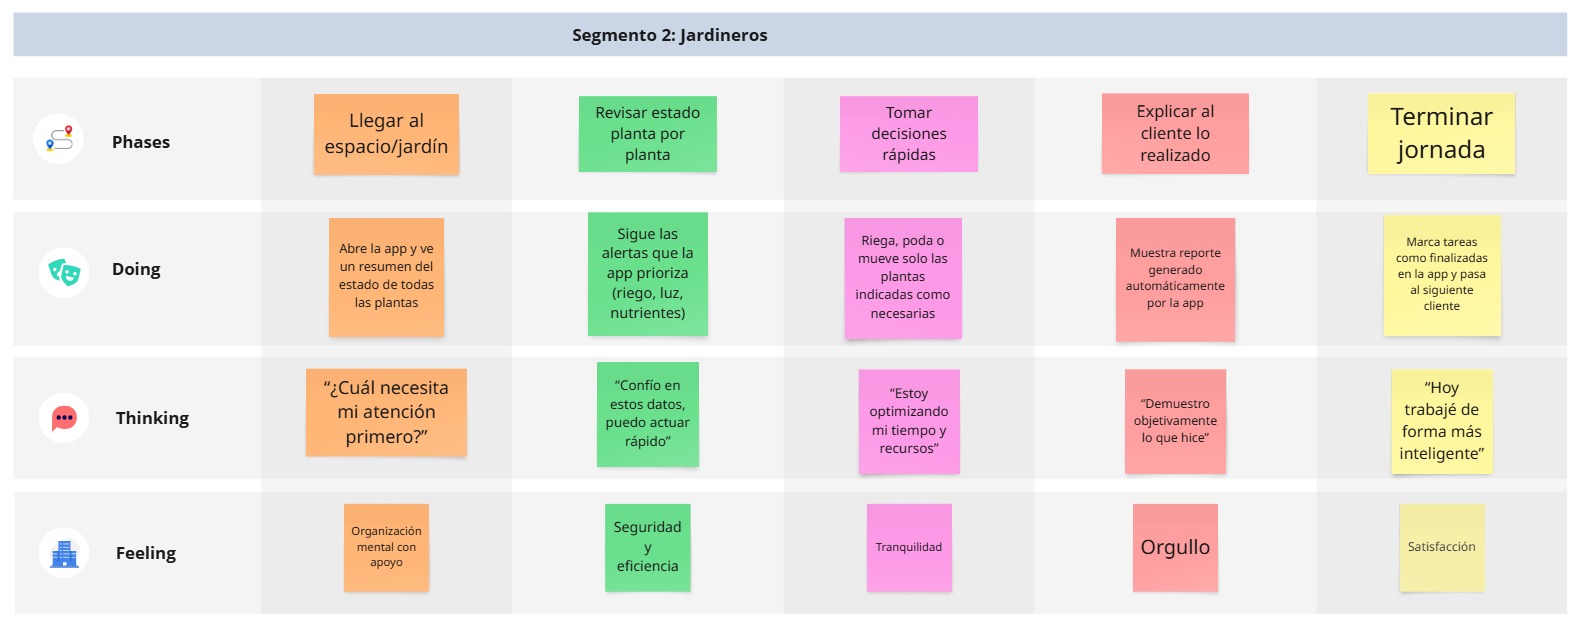 Segmento 2: Jardineros
Phases
Llegar al
espacio/jardín
Revisar estado
planta por
planta
Tomar
decisiones
rápidas
Explicar al
cliente lo
realizado
Terminar
jornada
Doing
Abre la app y ve
un resumen del
estado de todas
las plantas
Sigue las
alertas que la
app prioriza
(riego, luz,
nutrientes)
Riega, poda o
mueve solo las
plantas
indicadas como
necesarias
Muestra reporte
generado
automáticamente
por la app
Marca tareas
como finalizadas
en la app y pasa
al siguiente
cliente
Thinking
“¿Cuál necesita
mi atención
primero?”
“Confío en
estos datos,
puedo actuar
rápido”
“Estoy
optimizando
mi tiempo y
recursos”
“Demuestro
objetivamente
lo que hice”
“Hoy
trabajé de
forma más
inteligente”
Feeling
Organización
mental con
apoyo
Seguridad
y
eficiencia
Tranquilidad
Orgullo
Satisfacción